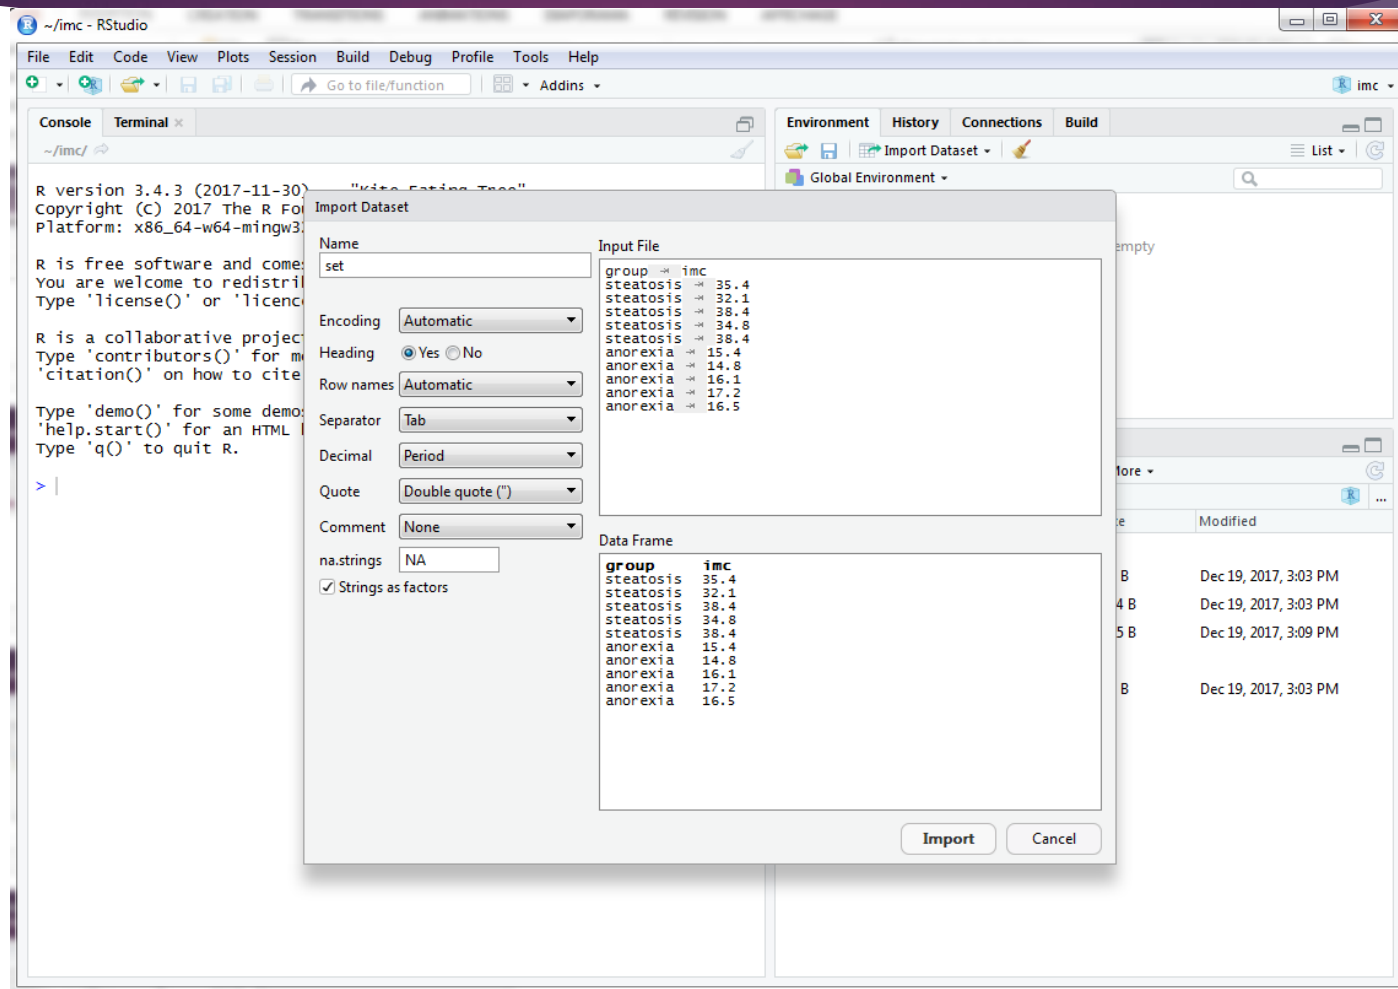 ~/imc - RStudio
File Edit Code View Plots Session Build Debug Profile Tools Help
Go to file/function Addins imc
Console Terminal
~/imc/
R version 3.4.3 (2017-11-30) "Kite-Eating Tree"
Copyright (C) 2017 The R Fou
Platform: x86_64-w64-mingw3
R is free software and come
You are welcome to redistri
Type 'license()' or 'licenc
R is a collaborative projec
Type 'contributors()' for m
'citation()' on how to cite
Type 'demo()' for some demo
'help.start()' for an HTML
Type 'q()' to quit R.
>
Environment History Connections Build
Import Dataset List
Global Environment
empty
Import Dataset
Name
set
Encoding Automatic
Heading Yes No
Row names Automatic
Separator Tab
Decimal Period
Quote Double quote (")
Comment None
na.strings NA
Strings as factors
Input File
group imc
steatosis 35.4
steatosis 32.1
steatosis 38.4
steatosis 34.8
steatosis 38.4
anorexia 15.4
anorexia 14.8
anorexia 16.1
anorexia 17.2
anorexia 16.5
Data Frame
group imc
steatosis 35.4
steatosis 32.1
steatosis 38.4
steatosis 34.8
steatosis 38.4
anorexia 15.4
anorexia 14.8
anorexia 16.1
anorexia 17.2
anorexia 16.5
Import Cancel
More
...
Modified
B Dec 19, 2017, 3:03 PM
4 B Dec 19, 2017, 3:03 PM
5 B Dec 19, 2017, 3:09 PM
B Dec 19, 2017, 3:03 PM